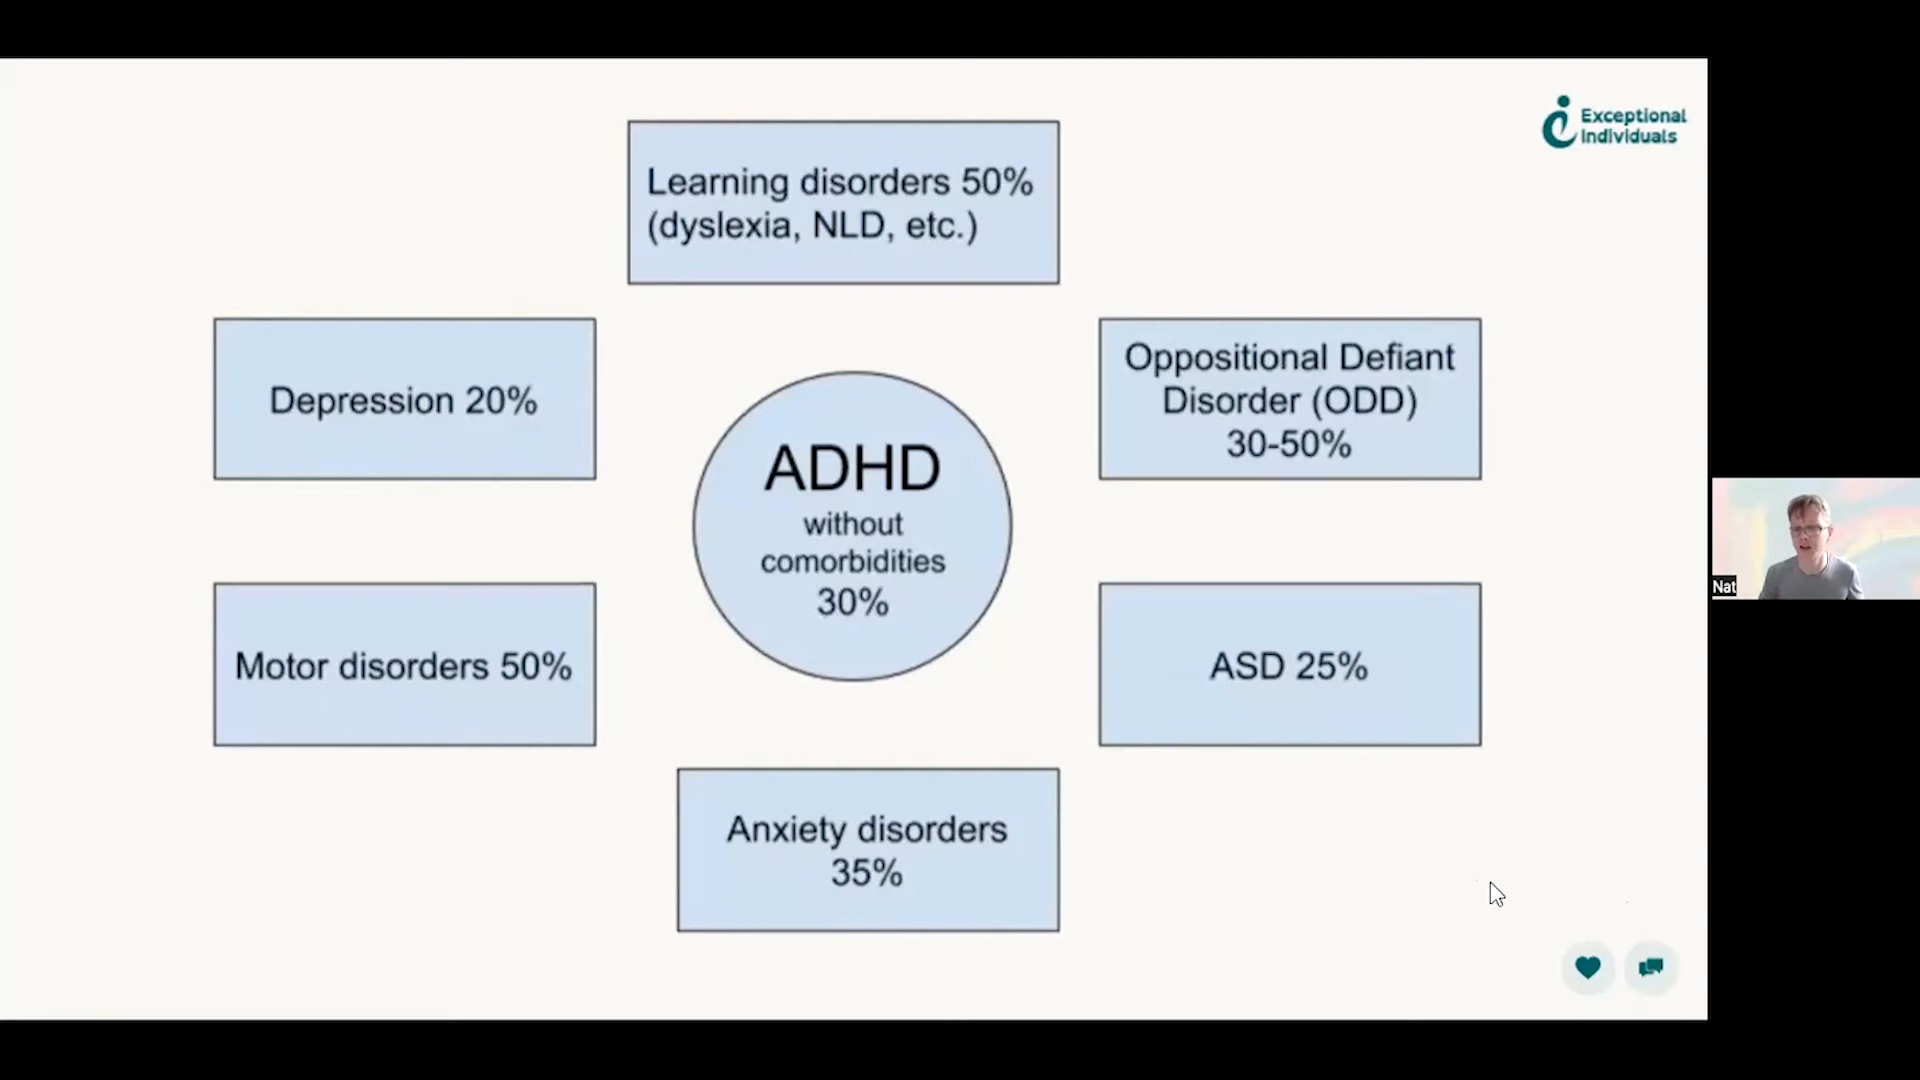 Exceptional
Individuals
Learning disorders 50%
(dyslexia, NLD, etc.)
Depression 20%
Oppositional Defiant
Disorder (ODD)
30-50%
ADHD
without
comorbidities
30%
Motor disorders 50%
ASD 25%
Anxiety disorders
35%
Nat